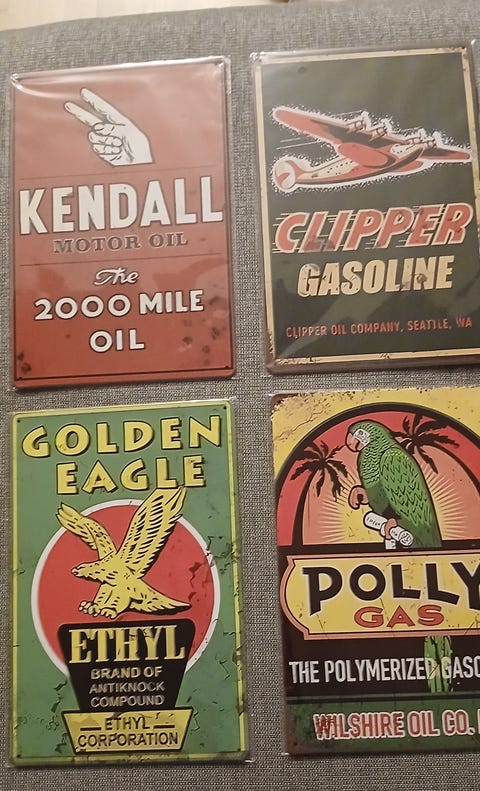 KENDALL
MOTOR OIL
The
2000 MILE
OIL
CLIPPER
GASOLINE
CLIPPER OIL COMPANY, SEATTLE, WA
GOLDEN
EAGLE
ETHYL
BRAND OF
ANTIKNOCK
COMPOUND
ETHYL
CORPORATION
POLLY
GAS
THE POLYMERIZED GASO
WILSHIRE OIL CO.